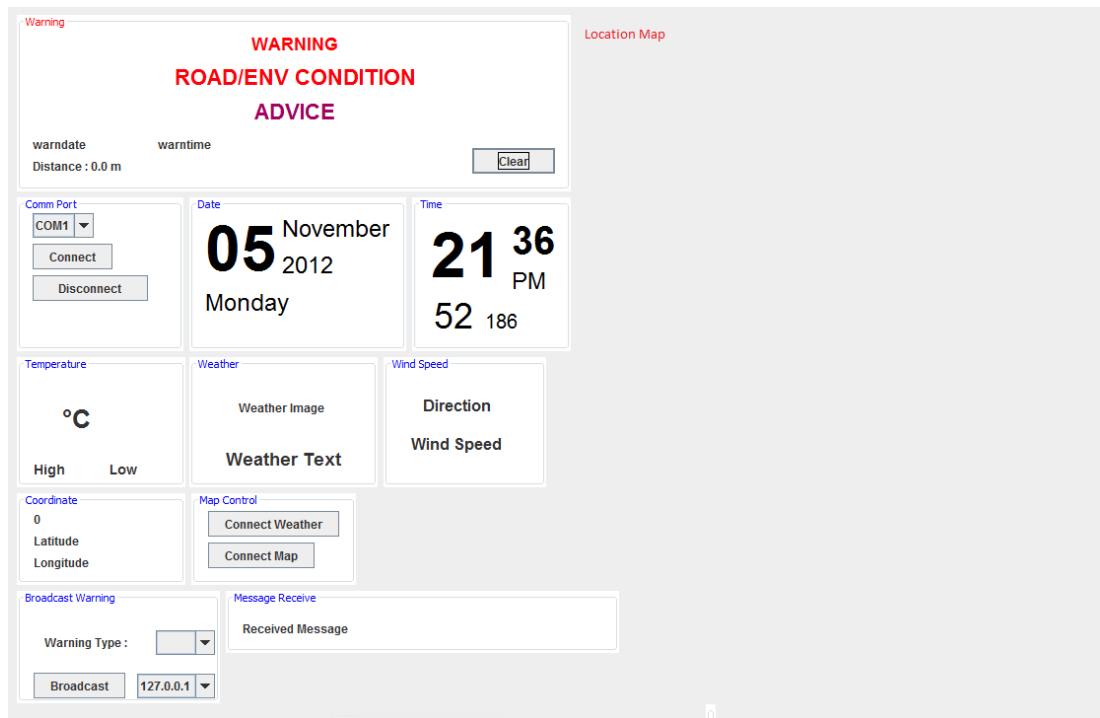 Warning
WARNING
ROAD/ENV CONDITION
ADVICE
warndate warntime
Distance : 0.0 m
Clear
Location Map
Comm Port
COM1
Connect
Disconnect
Date
05 November
2012
Monday
Time
21 36
PM
52 186
Temperature
°C
High Low
Weather
Weather Image
Weather Text
Wind Speed
Direction
Wind Speed
Coordinate
0
Latitude
Longitude
Map Control
Connect Weather
Connect Map
Broadcast Warning
Warning Type :
Broadcast 127.0.0.1
Message Receive
Received Message